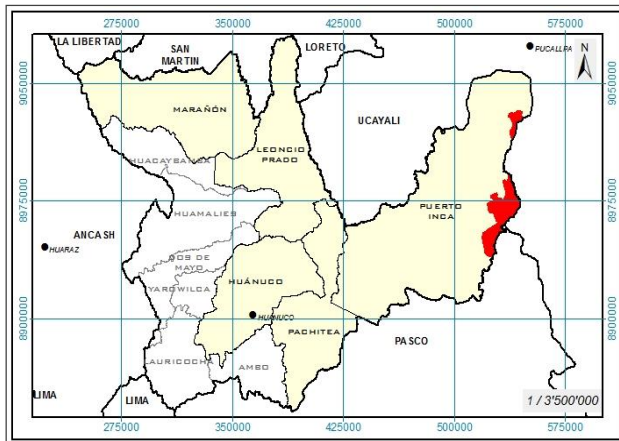 275000 350000 425000 500000 575000
LA LIBERTAD
SAN
MARTIN
LORETO
PUCALLPA
N
9050000
9050000
MARAÑÓN
UCAYALI
LEONCIO
PRADO
HUACAYBAMBA
8975000
8975000
PUERTO
INCA
HUAMALIES
ANCASH
HUARAZ
DOS DE
MAYO
HUÁNUCO
YAROWILCA
8900000
8900000
HUÁNUCO
PACHITEA
PASCO
LAURICOCHA
AMBO
LIMA
LIMA
1 / 3'500'000
275000 350000 425000 500000 575000